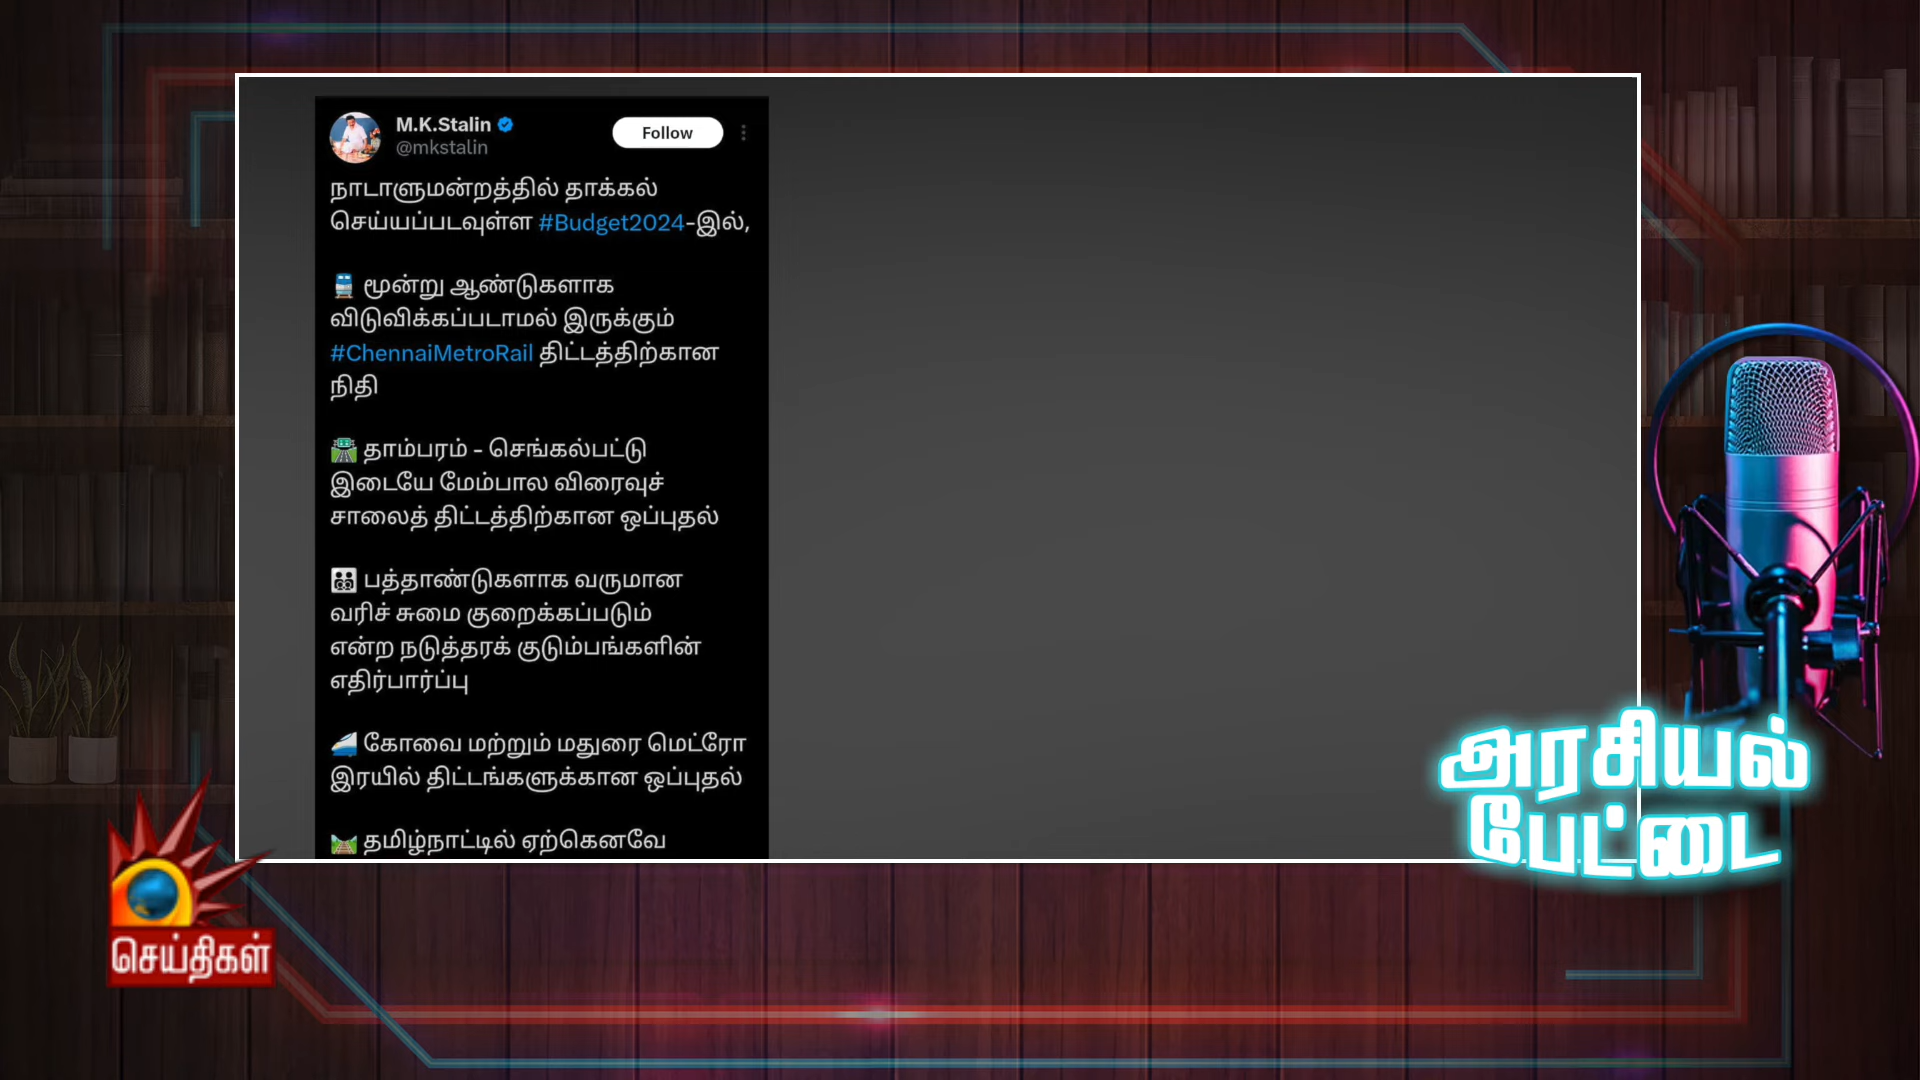 M.K.Stalin
Follow
@mkstalin
நாடாளுமன்றத்தில் தாக்கல்
செய்யப்படவுள்ள #Budget2024-இல்,
மூன்று ஆண்டுகளாக
விடுவிக்கப்படாமல் இருக்கும்
#ChennaiMetroRail திட்டத்திற்கான
நிதி
தாம்பரம் - செங்கல்பட்டு
இடையே மேம்பால விரைவுச்
சாலைத் திட்டத்திற்கான ஒப்புதல்
பத்தாண்டுகளாக வருமான
வரிச் சுமை குறைக்கப்படும்
என்ற நடுத்தரக் குடும்பங்களின்
எதிர்பார்ப்பு
கோவை மற்றும் மதுரை மெட்ரோ
இரயில் திட்டங்களுக்கான ஒப்புதல்
தமிழ்நாட்டில் ஏற்கெனவே
அரசியல்
பேட்டை
செய்திகள்